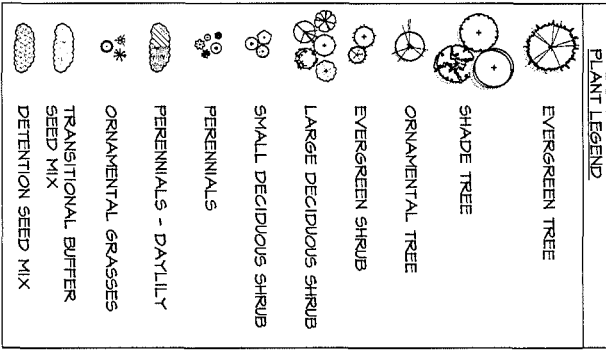 PLANT LEGEND
EVERGREEN TREE
SHADE TREE
ORNAMENTAL TREE
EVERGREEN SHRUB
LARGE DECIDUOUS SHRUB
SMALL DECIDUOUS SHRUB
PERENNIALS
PERENNIALS - DAYLILY
ORNAMENTAL GRASSES
TRANSITIONAL BUFFER
SEED MIX
DETENTION SEED MIX